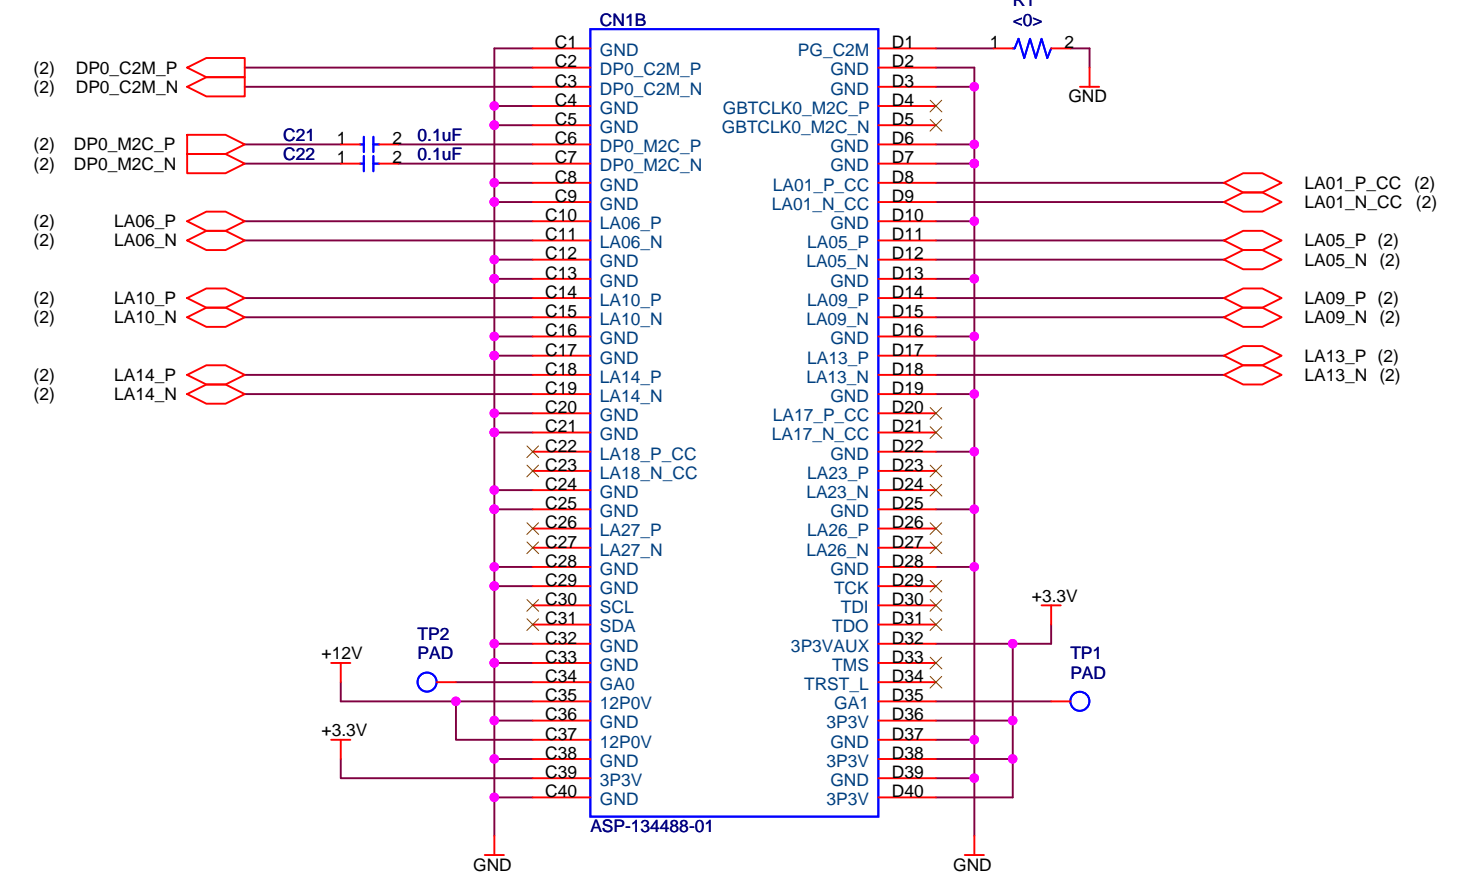 R1
<0>
CN1B
C1 GND PG_C2M D1 1 2
(2) DP0_C2M_P C2 DP0_C2M_P GND D2
(2) DP0_C2M_N C3 DP0_C2M_N GND D3
GND
C4 GND GBTCLK0_M2C_P D4
C5 GND GBTCLK0_M2C_N D5
(2) DP0_M2C_P C21 1 2 0.1uF C6 DP0_M2C_P GND D6
(2) DP0_M2C_N C22 1 2 0.1uF C7 DP0_M2C_N GND D7
C8 GND LA01_P_CC D8 LA01_P_CC (2)
C9 GND LA01_N_CC D9 LA01_N_CC (2)
(2) LA06_P C10 LA06_P GND D10
(2) LA06_N C11 LA06_N LA05_P D11 LA05_P (2)
C12 GND LA05_N D12 LA05_N (2)
C13 GND GND D13
(2) LA10_P C14 LA10_P LA09_P D14 LA09_P (2)
(2) LA10_N C15 LA10_N LA09_N D15 LA09_N (2)
C16 GND GND D16
C17 GND LA13_P D17 LA13_P (2)
(2) LA14_P C18 LA14_P LA13_N D18 LA13_N (2)
(2) LA14_N C19 LA14_N GND D19
C20 GND LA17_P_CC D20
C21 GND LA17_N_CC D21
C22 LA18_P_CC GND D22
C23 LA18_N_CC LA23_P D23
C24 GND LA23_N D24
C25 GND GND D25
C26 LA27_P LA26_P D26
C27 LA27_N LA26_N D27
C28 GND GND D28
C29 GND TCK D29
C30 SCL TDI D30 +3.3V
C31 SDA TDO D31
C32 GND 3P3VAUX D32
TP2 TP1
+12V PAD C33 GND TMS D33 PAD
C34 GA0 TRST_L D34
C35 12P0V GA1 D35
C36 GND 3P3V D36
+3.3V C37 12P0V GND D37
C38 GND 3P3V D38
C39 3P3V GND D39
C40 GND 3P3V D40
ASP-134488-01
GND GND